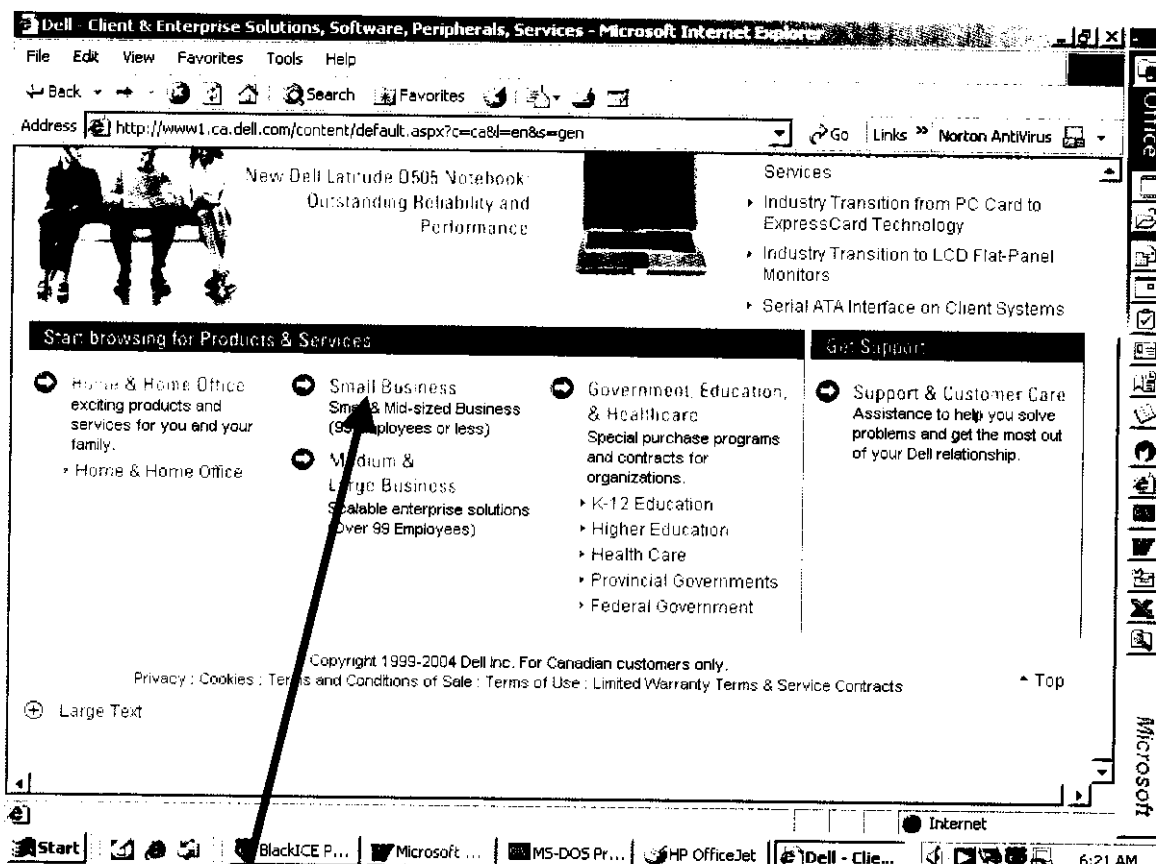 Dell - Client & Enterprise Solutions, Software, Peripherals, Services - Microsoft Internet Explorer
File Edit View Favorites Tools Help
Back Search Favorites
Address http://www1.ca.dell.com/content/default.aspx?c=ca&l=en&s=gen Go Links » Norton AntiVirus
Office
New Dell Latitude D505 Notebook:
Outstanding Reliability and
Performance
Services
Industry Transition from PC Card to
ExpressCard Technology
Industry Transition to LCD Flat-Panel
Monitors
Serial ATA Interface on Client Systems
Start browsing for Products & Services
Home & Home Office
exciting products and
services for you and your
family.
Home & Home Office
Small Business
Small & Mid-sized Business
(99 Employees or less)
Medium &
Large Business
Scalable enterprise solutions
(Over 99 Employees)
Government, Education,
& Healthcare
Special purchase programs
and contracts for
organizations.
K-12 Education
Higher Education
Health Care
Provincial Governments
Federal Government
Get Support
Support & Customer Care
Assistance to help you solve
problems and get the most out
of your Dell relationship.
Copyright 1999-2004 Dell Inc. For Canadian customers only.
Privacy : Cookies : Terms and Conditions of Sale : Terms of Use : Limited Warranty Terms & Service Contracts
Top
Large Text
Microsoft
Internet
Start BlackICE P... Microsoft ... MS-DOS Pr... HP OfficeJet Dell - Clie... 6:21 AM